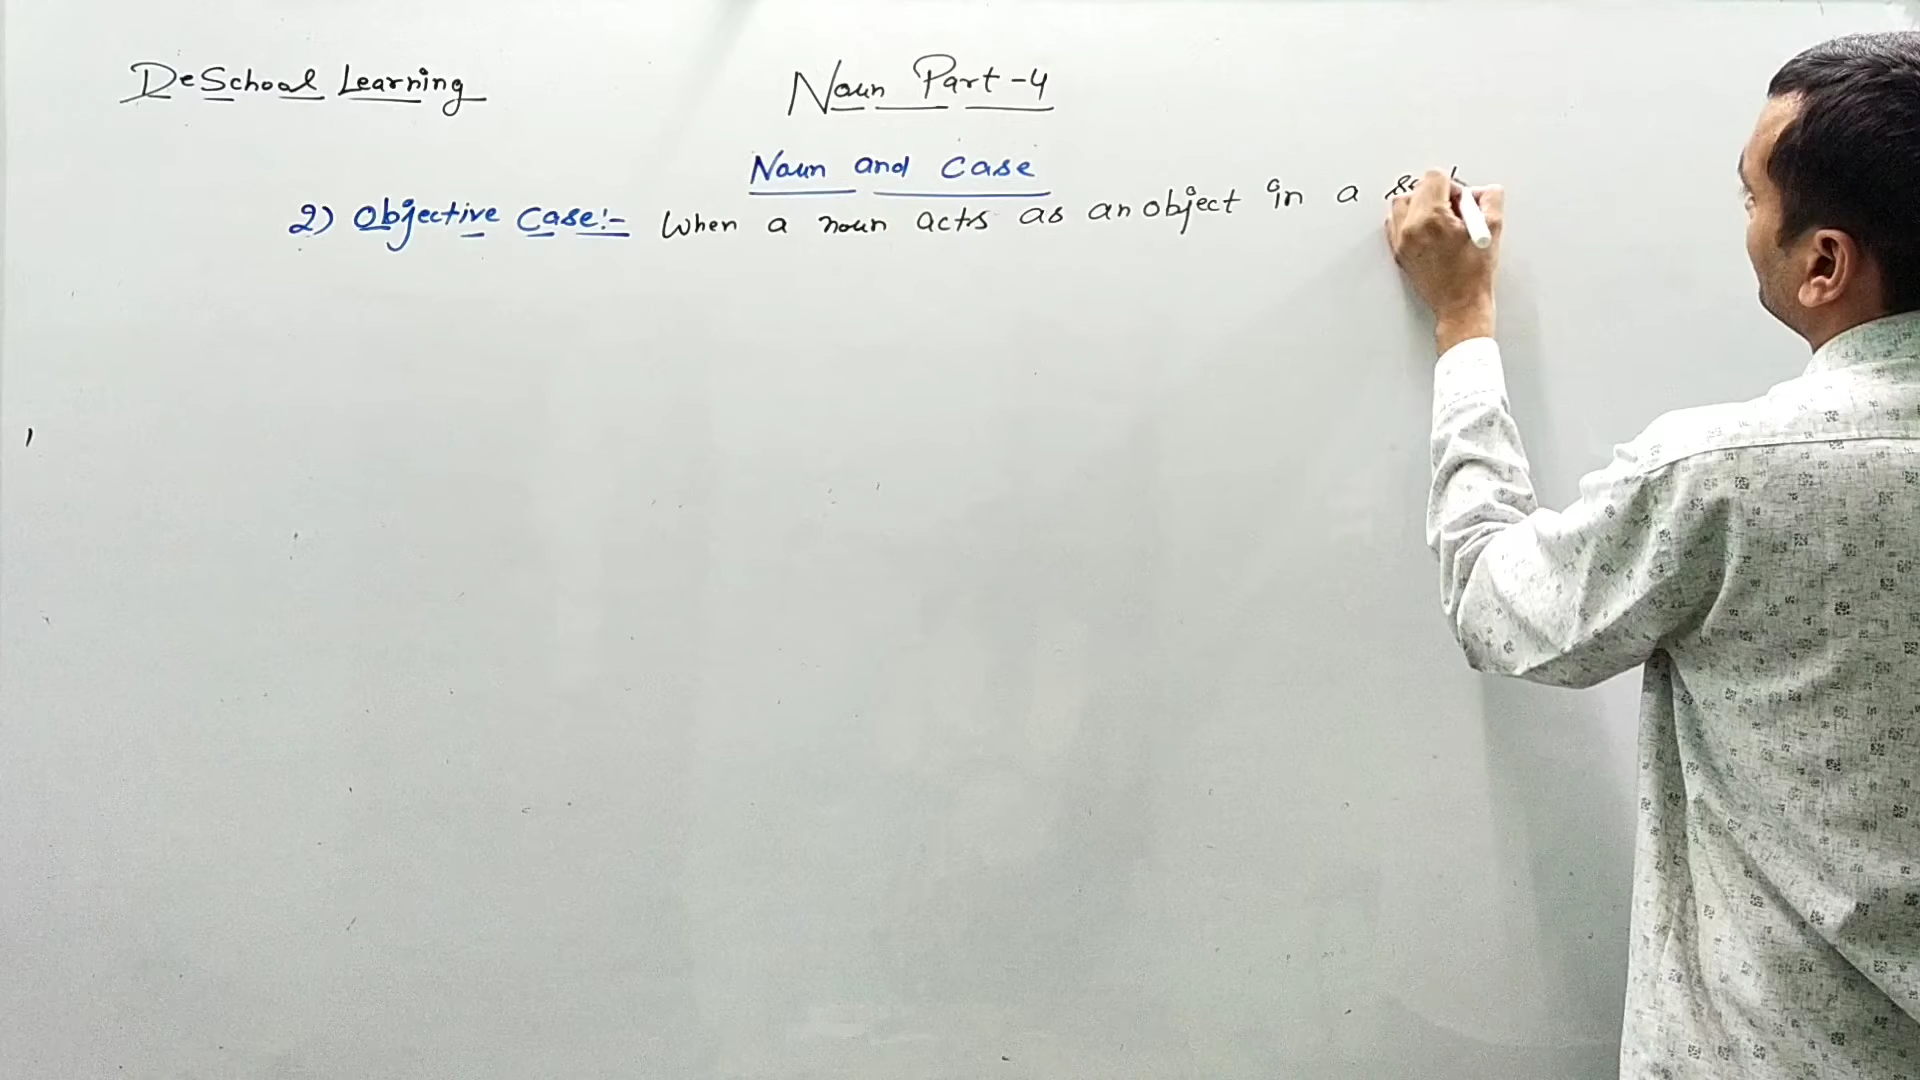 DeSchool Learning
Noun Part-4
Noun and Case
2) Objective Case:- When a noun acts as an object in a